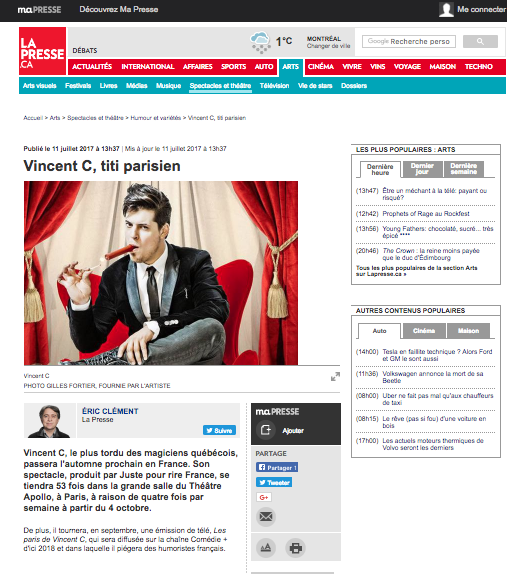 ma PRESSE
Découvrez Ma Presse
Me connecter
LA
PRESSE
.CA
DÉBATS
1°C
MONTRÉAL
Changer de ville
Google Recherche perso
ACTUALITÉS INTERNATIONAL AFFAIRES SPORTS AUTO ARTS CINÉMA VIVRE VINS VOYAGE MAISON TECHNO
Arts visuels Festivals Livres Médias Musique Spectacles et théâtre Télévision Vie de stars Dossiers
Accueil > Arts > Spectacles et théâtre > Humour et variétés > Vincent C, titi parisien
Publié le 11 juillet 2017 à 13h37 | Mis à jour le 11 juillet 2017 à 13h37
Vincent C, titi parisien
Vincent C
PHOTO GILLES FORTIER, FOURNIE PAR L'ARTISTE
ÉRIC CLÉMENT
La Presse
Suivre
Vincent C, le plus tordu des magiciens québécois,
passera l'automne prochain en France. Son
spectacle, produit par Juste pour rire France, se
tiendra 53 fois dans la grande salle du Théâtre
Apollo, à Paris, à raison de quatre fois par
semaine à partir du 4 octobre.
De plus, il tournera, en septembre, une émission de télé, Les
paris de Vincent C, qui sera diffusée sur la chaîne Comédie +
d'ici 2018 et dans laquelle il piégera des humoristes français.
ma PRESSE
Ajouter
PARTAGE
Partager 1
Tweeter
G+
AA
LES PLUS POPULAIRES : ARTS
Dernière
heure
Dernier
jour
Dernière
semaine
(13h47) Être un méchant à la télé: payant ou
risqué?
(12h42) Prophets of Rage au Rockfest
(13h56) Young Fathers: chocolaté, sucré... très
épicé ****
(20h46) The Crown : la reine moins payée
que le duc d'Édimbourg
Tous les plus populaires de la section Arts
sur Lapresse.ca »
AUTRES CONTENUS POPULAIRES
Auto Cinéma Maison
(14h00) Tesla en faillite technique ? Alors Ford
et GM le sont aussi
(11h36) Volkswagen annonce la mort de sa
Beetle
(08h00) Uber ne fait pas mal qu'aux chauffeurs
de taxi
(08h15) Le rêve (pas si fou) d'une voiture en
bois
(17h00) Les actuels moteurs thermiques de
Volvo seront les derniers